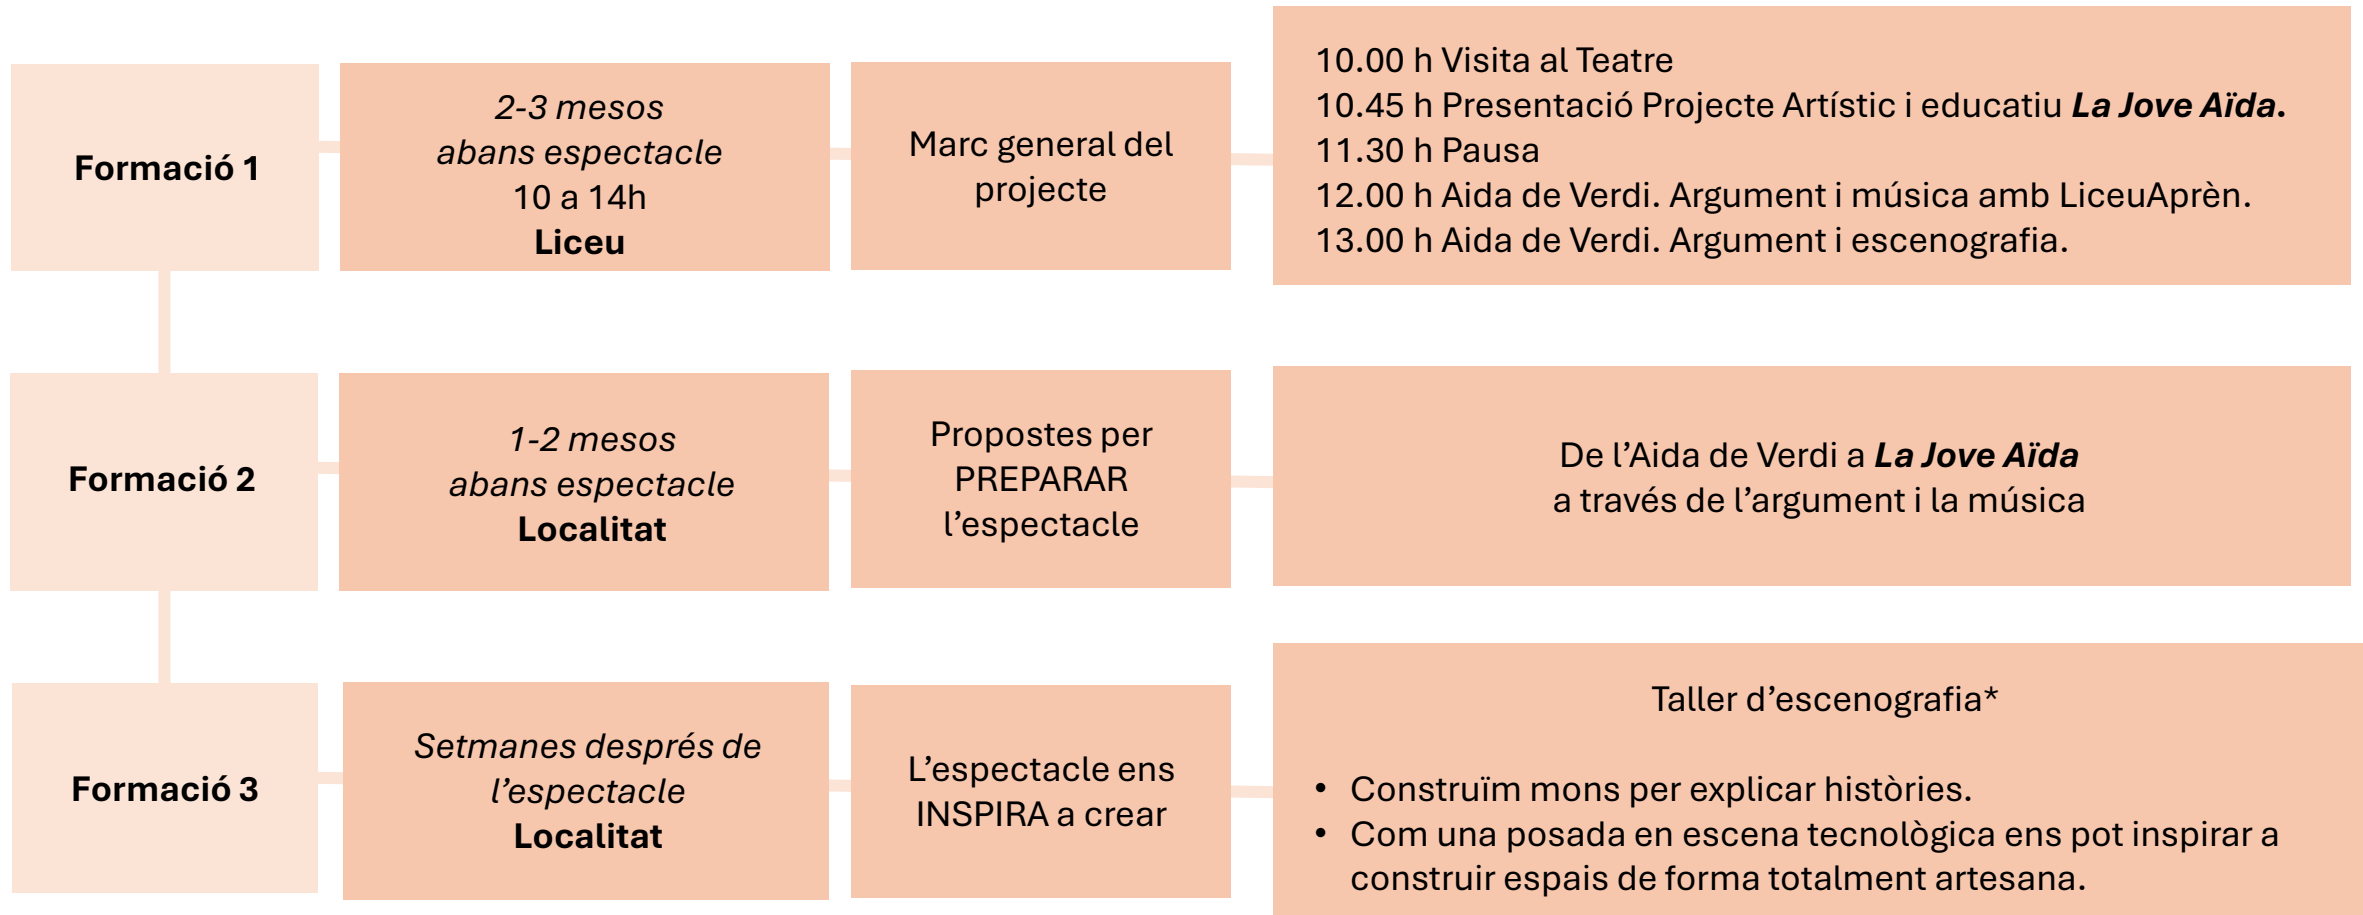 Formació 1
2-3 mesos
abans espectacle
10 a 14h
Liceu
Marc general del
projecte
10.00 h Visita al Teatre
10.45 h Presentació Projecte Artístic i educatiu La Jove Aïda.
11.30 h Pausa
12.00 h Aida de Verdi. Argument i música amb LiceuAprèn.
13.00 h Aida de Verdi. Argument i escenografia.
Formació 2
1-2 mesos
abans espectacle
Localitat
Propostes per
PREPARAR
l’espectacle
De l’Aida de Verdi a La Jove Aïda
a través de l’argument i la música
Formació 3
Setmanes després de
l’espectacle
Localitat
L’espectacle ens
INSPIRA a crear
Taller d’escenografia*
• Construïm mons per explicar històries.
• Com una posada en escena tecnològica ens pot inspirar a
construir espais de forma totalment artesana.